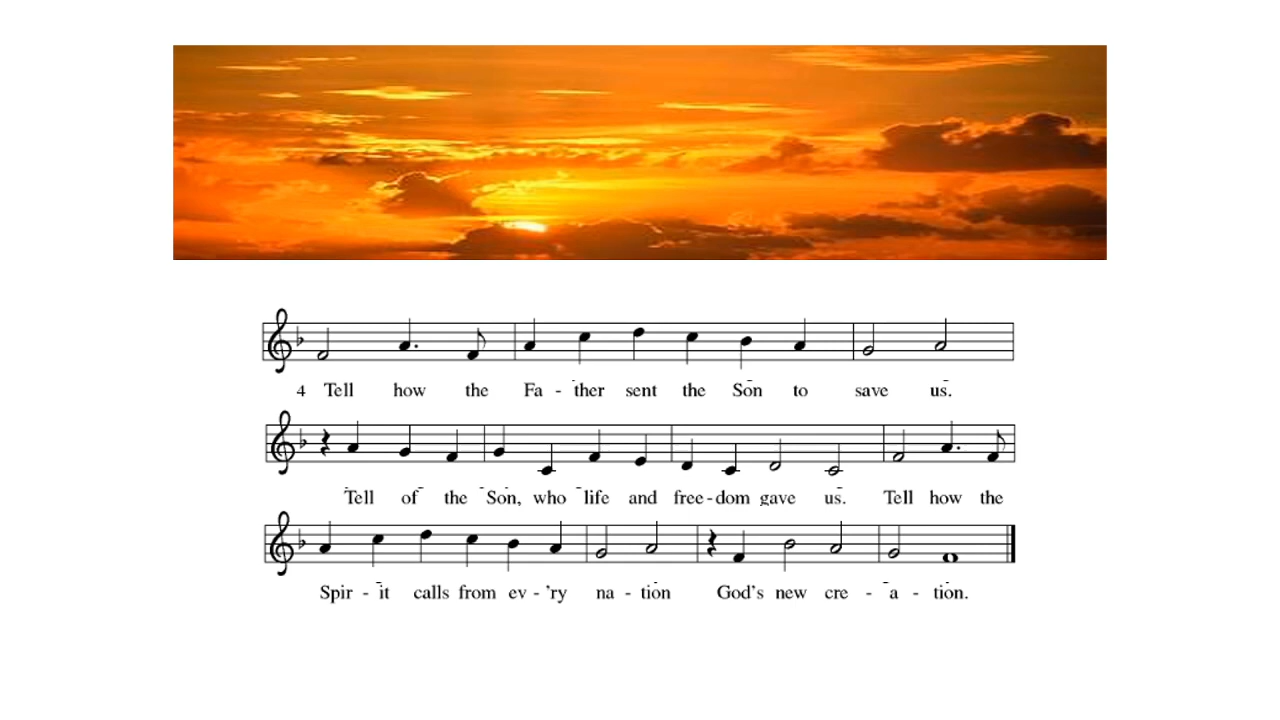 4 Tell how the Fa - ther sent the Son to save us.
Tell of the Son, who life and free - dom gave us. Tell how the
Spir - it calls from ev - 'ry na - tion God's new cre - a - tion.